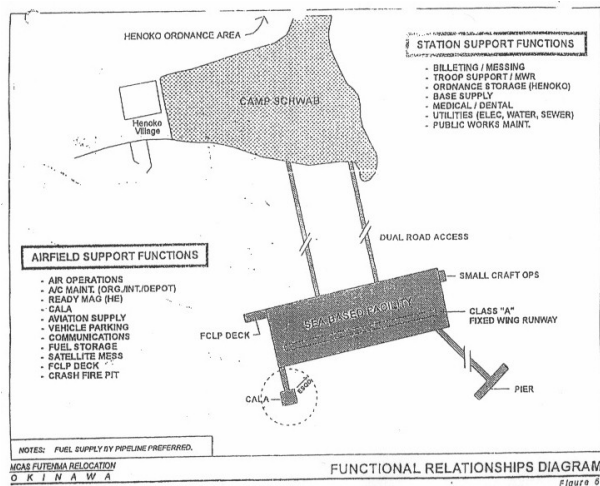 HENOKO ORDNANCE AREA
STATION SUPPORT FUNCTIONS
- BILLETING / MESSING
- TROOP SUPPORT / MWR
- ORDNANCE STORAGE (HENOKO)
- BASE SUPPLY
- MEDICAL / DENTAL
- UTILITIES (ELEC, WATER, SEWER)
- PUBLIC WORKS MAINT.
CAMP SCHWAB
Henoko
Village
DUAL ROAD ACCESS
AIRFIELD SUPPORT FUNCTIONS
- AIR OPERATIONS
- A/C MAINT. (ORG./INT./DEPOT)
- READY MAG (HE)
- CALA
- AVIATION SUPPLY
- VEHICLE PARKING
- COMMUNICATIONS
- FUEL STORAGE
- SATELLITE MESS
- FCLP DECK
- CRASH FIRE PIT
SMALL CRAFT OPS
SEA BASED FACILITY
CLASS "A"
FIXED WING RUNWAY
FCLP DECK
ESQD
CALA
PIER
NOTES: FUEL SUPPLY BY PIPELINE PREFERRED.
MCAS FUTENMA RELOCATION
OKINAWA
FUNCTIONAL RELATIONSHIPS DIAGRAM
Figure 6